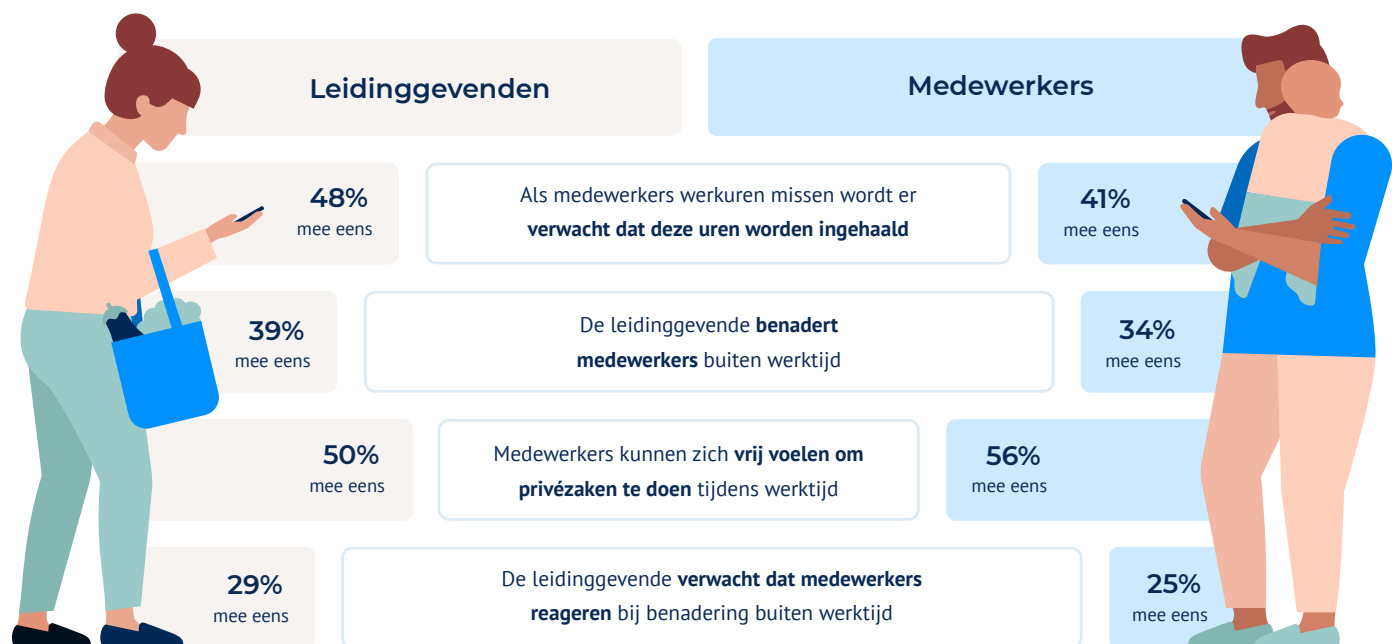 Leidinggevenden
Medewerkers
48%
mee eens
Als medewerkers werkuren missen wordt er
verwacht dat deze uren worden ingehaald
41%
mee eens
39%
mee eens
De leidinggevende benadert
medewerkers buiten werktijd
34%
mee eens
50%
mee eens
Medewerkers kunnen zich vrij voelen om
privézaken te doen tijdens werktijd
56%
mee eens
29%
mee eens
De leidinggevende verwacht dat medewerkers
reageren bij benadering buiten werktijd
25%
mee eens